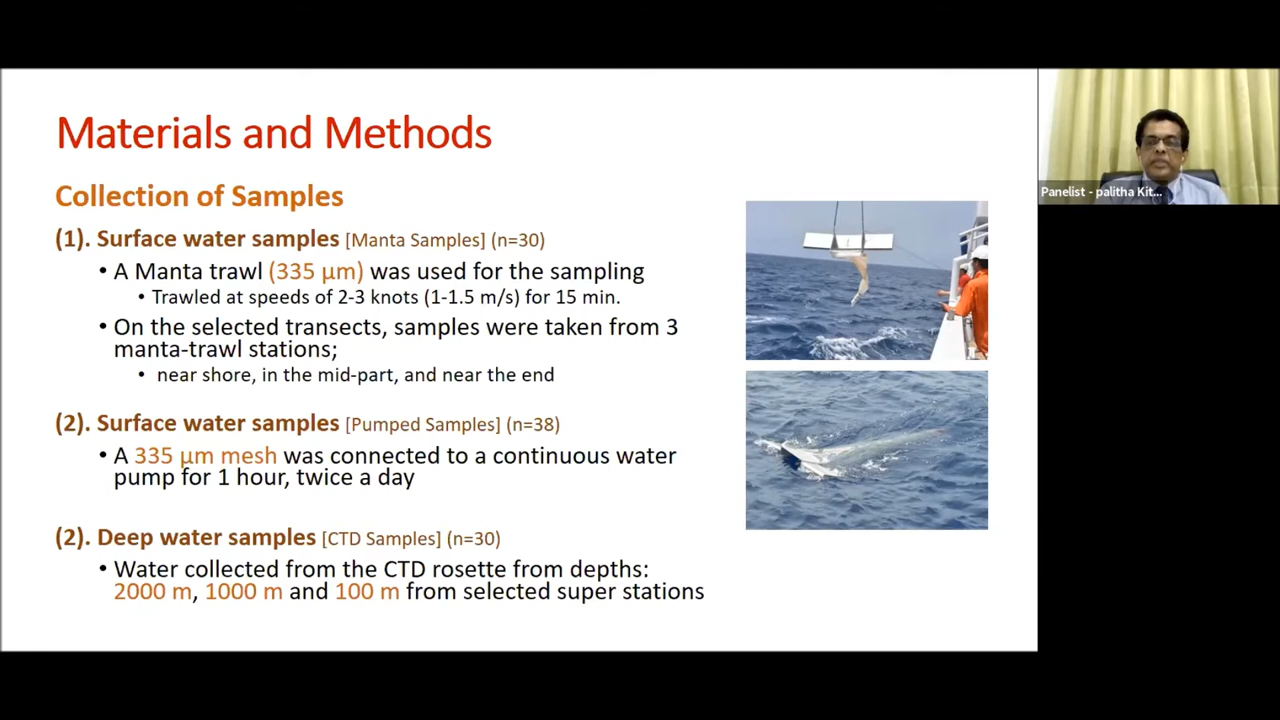 Materials and Methods
Collection of Samples
(1). Surface water samples [Manta Samples] (n=30)
• A Manta trawl (335 µm) was used for the sampling
• Trawled at speeds of 2-3 knots (1-1.5 m/s) for 15 min.
• On the selected transects, samples were taken from 3
manta-trawl stations;
• near shore, in the mid-part, and near the end
(2). Surface water samples [Pumped Samples] (n=38)
• A 335 µm mesh was connected to a continuous water
pump for 1 hour, twice a day
(2). Deep water samples [CTD Samples] (n=30)
• Water collected from the CTD rosette from depths:
2000 m, 1000 m and 100 m from selected super stations
Panelist - palitha Kit...